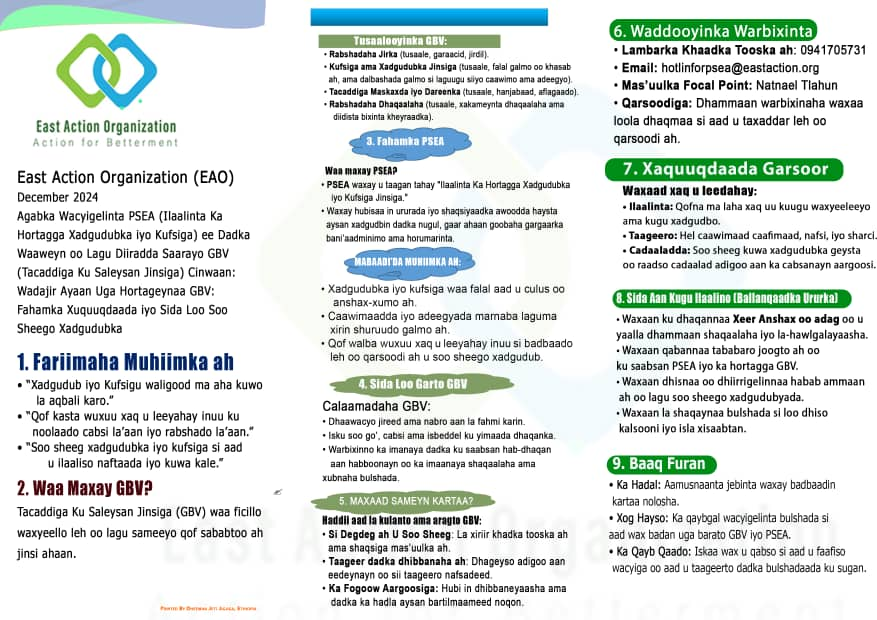 East Action Organization
Action for Betterment
East Action Organization (EAO)
December 2024
Agabka Wacyigelinta PSEA (Ilaalinta Ka
Hortagga Xadgudubka iyo Kufsiga) ee Dadka
Waaweyn oo Lagu Diiradda Saarayo GBV
(Tacaddiga Ku Saleysan Jinsiga) Cinwaan:
Wadajir Ayaan Uga Hortageynaa GBV:
Fahamka Xuquuqdaada iyo Sida Loo Soo
Sheego Xadgudubka
1. Fariimaha Muhiimka ah
• "Xadgudub iyo Kufsigu waligood ma aha kuwo
la aqbali karo."
• "Qof kasta wuxuu xaq u leeyahay inuu ku
noolaado cabsi la'aan iyo rabshado la'aan."
• "Soo sheeg xadgudubka iyo kufsiga si aad
u ilaaliso naftaada iyo kuwa kale."
2. Waa Maxay GBV?
Tacaddiga Ku Saleysan Jinsiga (GBV) waa ficillo
waxyeello leh oo lagu sameeyo qof sababtoo ah
jinsi ahaan.
Tusaalooyinka GBV:
• Rabshadaha Jirka (tusaale, garaacid, jirdil).
• Kufsiga ama Xadgudubka Jinsiga (tusaale, falal galmo oo khasab
ah, ama dalbashada galmo si laguugu siiyo caawimo ama adeegyo).
• Tacaddiga Maskaxda iyo Dareenka (tusaale, hanjabaad, aflagaado).
• Rabshadaha Dhaqaalaha (tusaale, xakameynta dhaqaalaha ama
diidista bixinta kheyraadka).
3. Fahamka PSEA
Waa maxay PSEA?
• PSEA waxay u taagan tahay "Ilaalinta Ka Hortagga Xadgudubka
iyo Kufsiga Jinsiga."
• Waxay hubisaa in ururada iyo shaqsiyaadka awoodda haysta
aysan xadgudbin dadka nugul, gaar ahaan goobaha gargaarka
bani'aadminimo ama horumarinta.
MABAADI'DA MUHIIMKA AH:
• Xadgudubka iyo kufsiga waa falal aad u culus oo
anshax-xumo ah.
• Caawimaadda iyo adeegyada marnaba laguma
xirin shuruudo galmo ah.
• Qof walba wuxuu xaq u leeyahay inuu si badbaado
leh oo qarsoodi ah u soo sheego xadgudub.
4. Sida Loo Garto GBV
Calaamadaha GBV:
• Dhaawacyo jireed ama nabro aan la fahmi karin.
• Isku soo go', cabsi ama isbeddel ku yimaada dhaqanka.
• Warbixinno ka imanaya dadka ku saabsan hab-dhaqan
aan habboonayn oo ka imaanaya shaqaalaha ama
xubnaha bulshada.
5. MAXAAD SAMEYN KARTAA?
Haddii aad la kulanto ama aragto GBV:
• Si Degdeg ah U Soo Sheeg: La xiriir khadka tooska ah
ama shaqsiga mas'uulka ah.
• Taageer dadka dhibbanaha ah: Dhageyso adigoo aan
eedeynayn oo sii taageero nafsadeed.
• Ka Fogoow Aargoosiga: Hubi in dhibbaneyaasha ama
dadka ka hadla aysan bartilmaameed noqon.
6. Waddooyinka Warbixinta
• Lambarka Khaadka Tooska ah: 0941705731
• Email: hotlinforpsea@eastaction.org
• Mas'uulka Focal Point: Natnael Tlahun
• Qarsoodiga: Dhammaan warbixinaha waxaa
loola dhaqmaa si aad u taxaddar leh oo
qarsoodi ah.
7. Xaquuqdaada Garsoor
Waxaad xaq u leedahay:
• Ilaalinta: Qofna ma laha xaq uu kuugu waxyeeleeyo
ama kugu xadgudbo.
• Taageero: Hel caawimaad caafimaad, nafsi, iyo sharci.
• Cadaaladda: Soo sheeg kuwa xadgudubka geysta
oo raadso cadaalad adigoo aan ka cabsanayn aargoosi.
8. Sida Aan Kugu Ilaalino (Ballanqaadka Ururka)
• Waxaan ku dhaqannaa Xeer Anshax oo adag oo u
yaalla dhammaan shaqaalaha iyo la-hawlgalayaasha.
• Waxaan qabannaa tababaro joogto ah oo
ku saabsan PSEA iyo ka hortagga GBV.
• Waxaan dhisnaa oo dhiirrigelinnaa habab ammaan
ah oo lagu soo sheego xadgudubyada.
• Waxaan la shaqaynaa bulshada si loo dhiso
kalsooni iyo isla xisaabtan.
9. Baaq Furan
• Ka Hadal: Aamusnaanta jebinta waxay badbaadin
kartaa nolosha.
• Xog Hayso: Ka qaybgal wacyigelinta bulshada si
aad wax badan uga barato GBV iyo PSEA.
• Ka Qayb Qaado: Iskaa wax u qabso si aad u faafiso
wacyiga oo aad u taageerto dadka bulshadaada ku sugan.